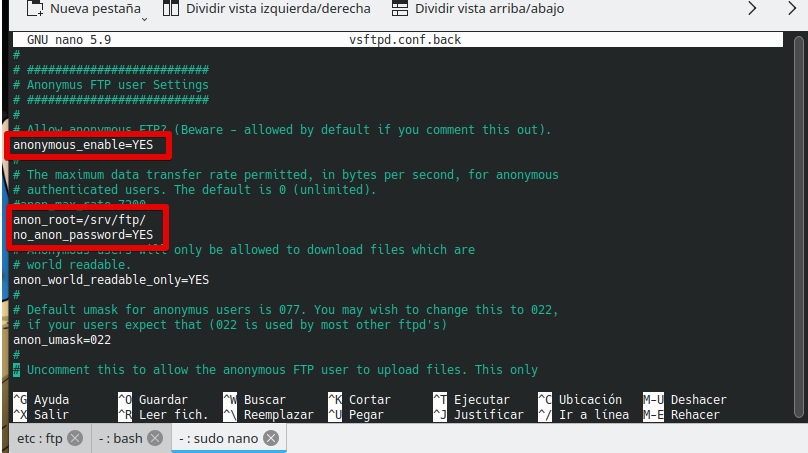 Nueva pestaña
Dividir vista izquierda/derecha
Dividir vista arriba/abajo
GNU nano 5.9 vsftpd.conf.back
#
# ##########################
# Anonymus FTP user Settings
# ##########################
#
# Allow anonymous FTP? (Beware - allowed by default if you comment this out).
anonymous_enable=YES
#
# The maximum data transfer rate permitted, in bytes per second, for anonymous
# authenticated users. The default is 0 (unlimited).
#anon_max_rate=7200
anon_root=/srv/ftp/
no_anon_password=YES
# Anonymous users will only be allowed to download files which are
# world readable.
anon_world_readable_only=YES
#
# Default umask for anonymus users is 077. You may wish to change this to 022,
# if your users expect that (022 is used by most other ftpd's)
anon_umask=022
#
# Uncomment this to allow the anonymous FTP user to upload files. This only
^G Ayuda ^O Guardar ^W Buscar ^K Cortar ^T Ejecutar ^C Ubicación M-U Deshacer
^X Salir ^R Leer fich. ^\ Reemplazar ^U Pegar ^J Justificar ^/ Ir a línea M-E Rehacer
etc : ftp - : bash - : sudo nano